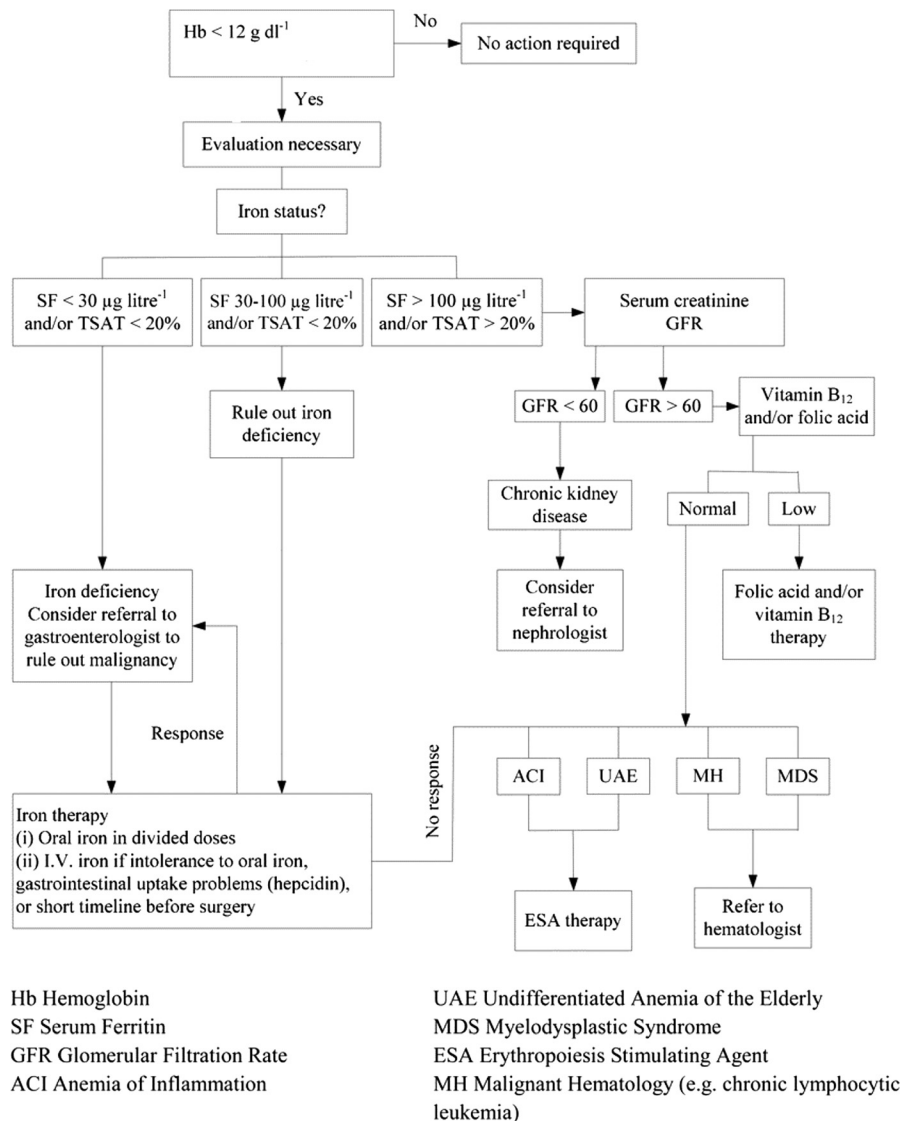 Hb < 12 g dl⁻¹
No
No action required
Yes
Evaluation necessary
Iron status?
SF < 30 µg litre⁻¹
and/or TSAT < 20%
SF 30-100 µg litre⁻¹
and/or TSAT < 20%
SF > 100 µg litre⁻¹
and/or TSAT > 20%
Serum creatinine
GFR
Rule out iron
deficiency
GFR < 60
GFR > 60
Vitamin B₁₂
and/or folic acid
Chronic kidney
disease
Normal
Low
Iron deficiency
Consider referral to
gastroenterologist to
rule out malignancy
Consider
referral to
nephrologist
Folic acid and/or
vitamin B₁₂
therapy
Response
No response
ACI
UAE
MH
MDS
Iron therapy
(i) Oral iron in divided doses
(ii) I.V. iron if intolerance to oral iron,
gastrointestinal uptake problems (hepcidin),
or short timeline before surgery
ESA therapy
Refer to
hematologist
Hb Hemoglobin
SF Serum Ferritin
GFR Glomerular Filtration Rate
ACI Anemia of Inflammation
UAE Undifferentiated Anemia of the Elderly
MDS Myelodysplastic Syndrome
ESA Erythropoiesis Stimulating Agent
MH Malignant Hematology (e.g. chronic lymphocytic
leukemia)